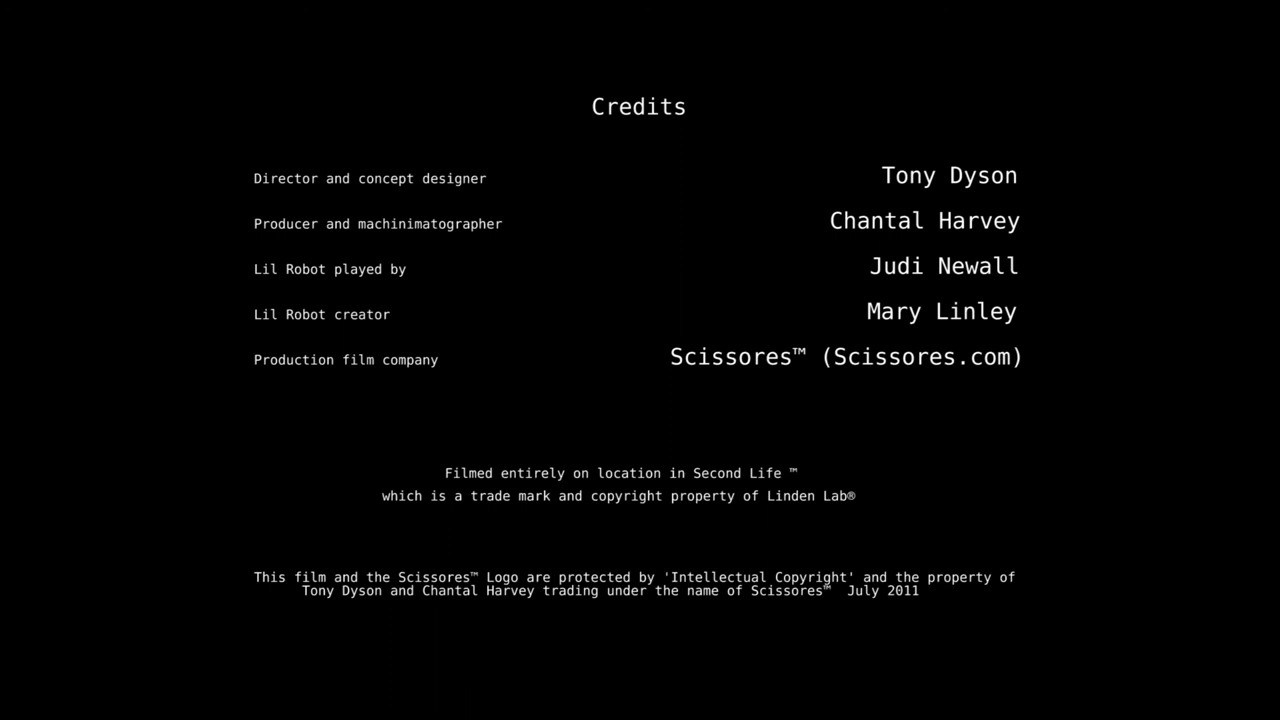 Credits
Director and concept designer Tony Dyson
Producer and machinimatographer Chantal Harvey
Lil Robot played by Judi Newall
Lil Robot creator Mary Linley
Production film company Scissores™ (Scissores.com)
Filmed entirely on location in Second Life ™
which is a trade mark and copyright property of Linden Lab®
This film and the Scissores™ Logo are protected by 'Intellectual Copyright' and the property of
Tony Dyson and Chantal Harvey trading under the name of Scissores™ July 2011